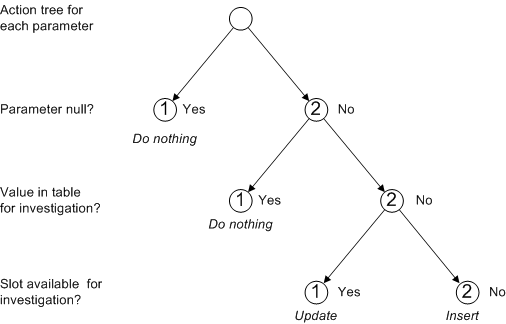 Action tree for
each parameter
Parameter null?
1 Yes
2 No
Do nothing
Value in table
for investigation?
1 Yes
2 No
Do nothing
Slot available for
investigation?
1 Yes
2 No
Update
Insert